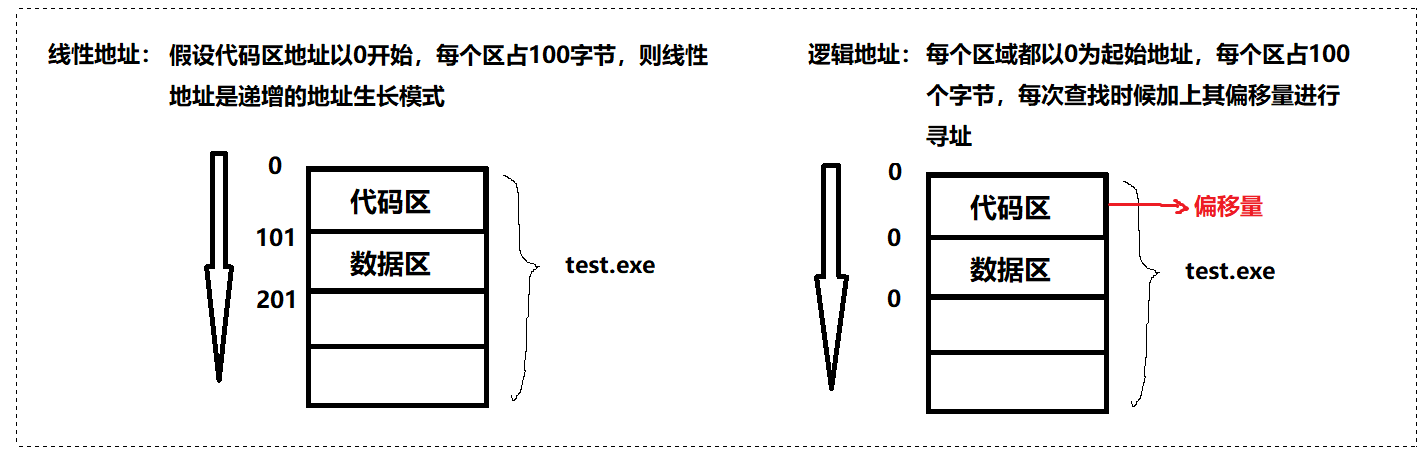 线性地址： 假设代码区地址以0开始，每个区占100字节，则线性
地址是递增的地址生长模式
0
代码区
101
数据区
201
test.exe
逻辑地址：每个区域都以0为起始地址，每个区占100
个字节，每次查找时候加上其偏移量进行
寻址
0
代码区
偏移量
0
数据区
0
test.exe